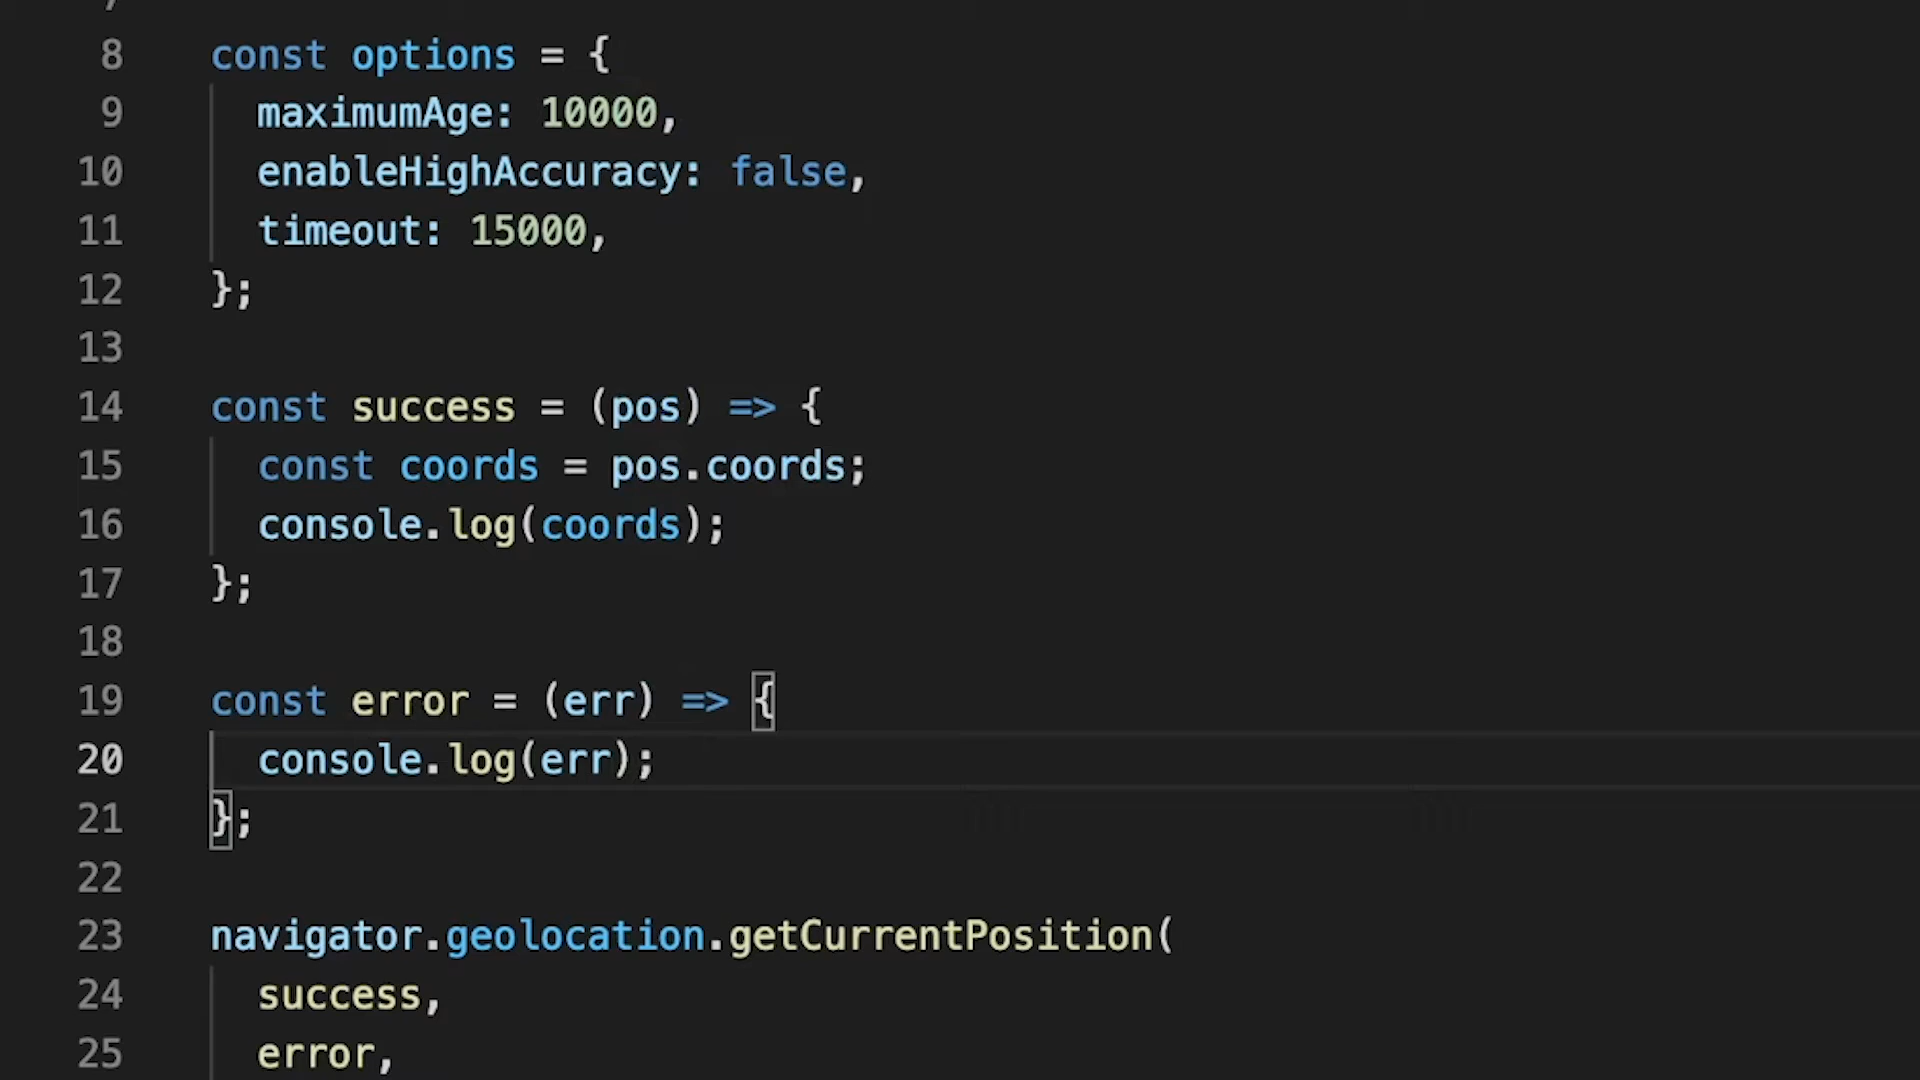 8 const options = {
9 maximumAge: 10000,
10 enableHighAccuracy: false,
11 timeout: 15000,
12 };
13
14 const success = (pos) => {
15 const coords = pos.coords;
16 console.log(coords);
17 };
18
19 const error = (err) => {
20 console.log(err);
21 };
22
23 navigator.geolocation.getCurrentPosition(
24 success,
25 error,